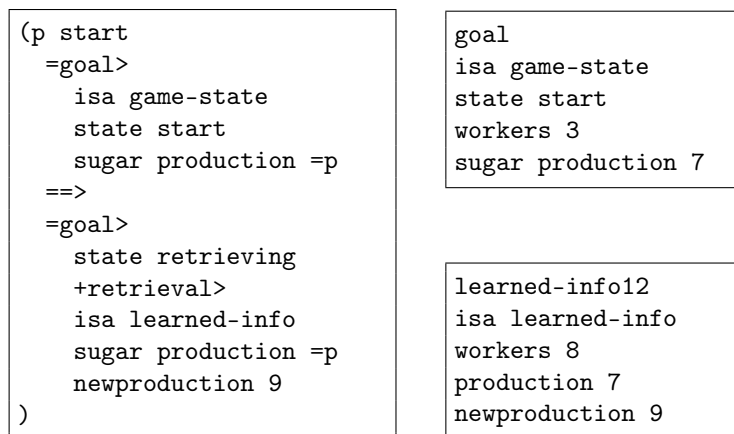 (p start
=goal>
isa game-state
state start
sugar production =p
==>
=goal>
state retrieving
+retrieval>
isa learned-info
sugar production =p
newproduction 9
)
goal
isa game-state
state start
workers 3
sugar production 7
learned-info12
isa learned-info
workers 8
production 7
newproduction 9